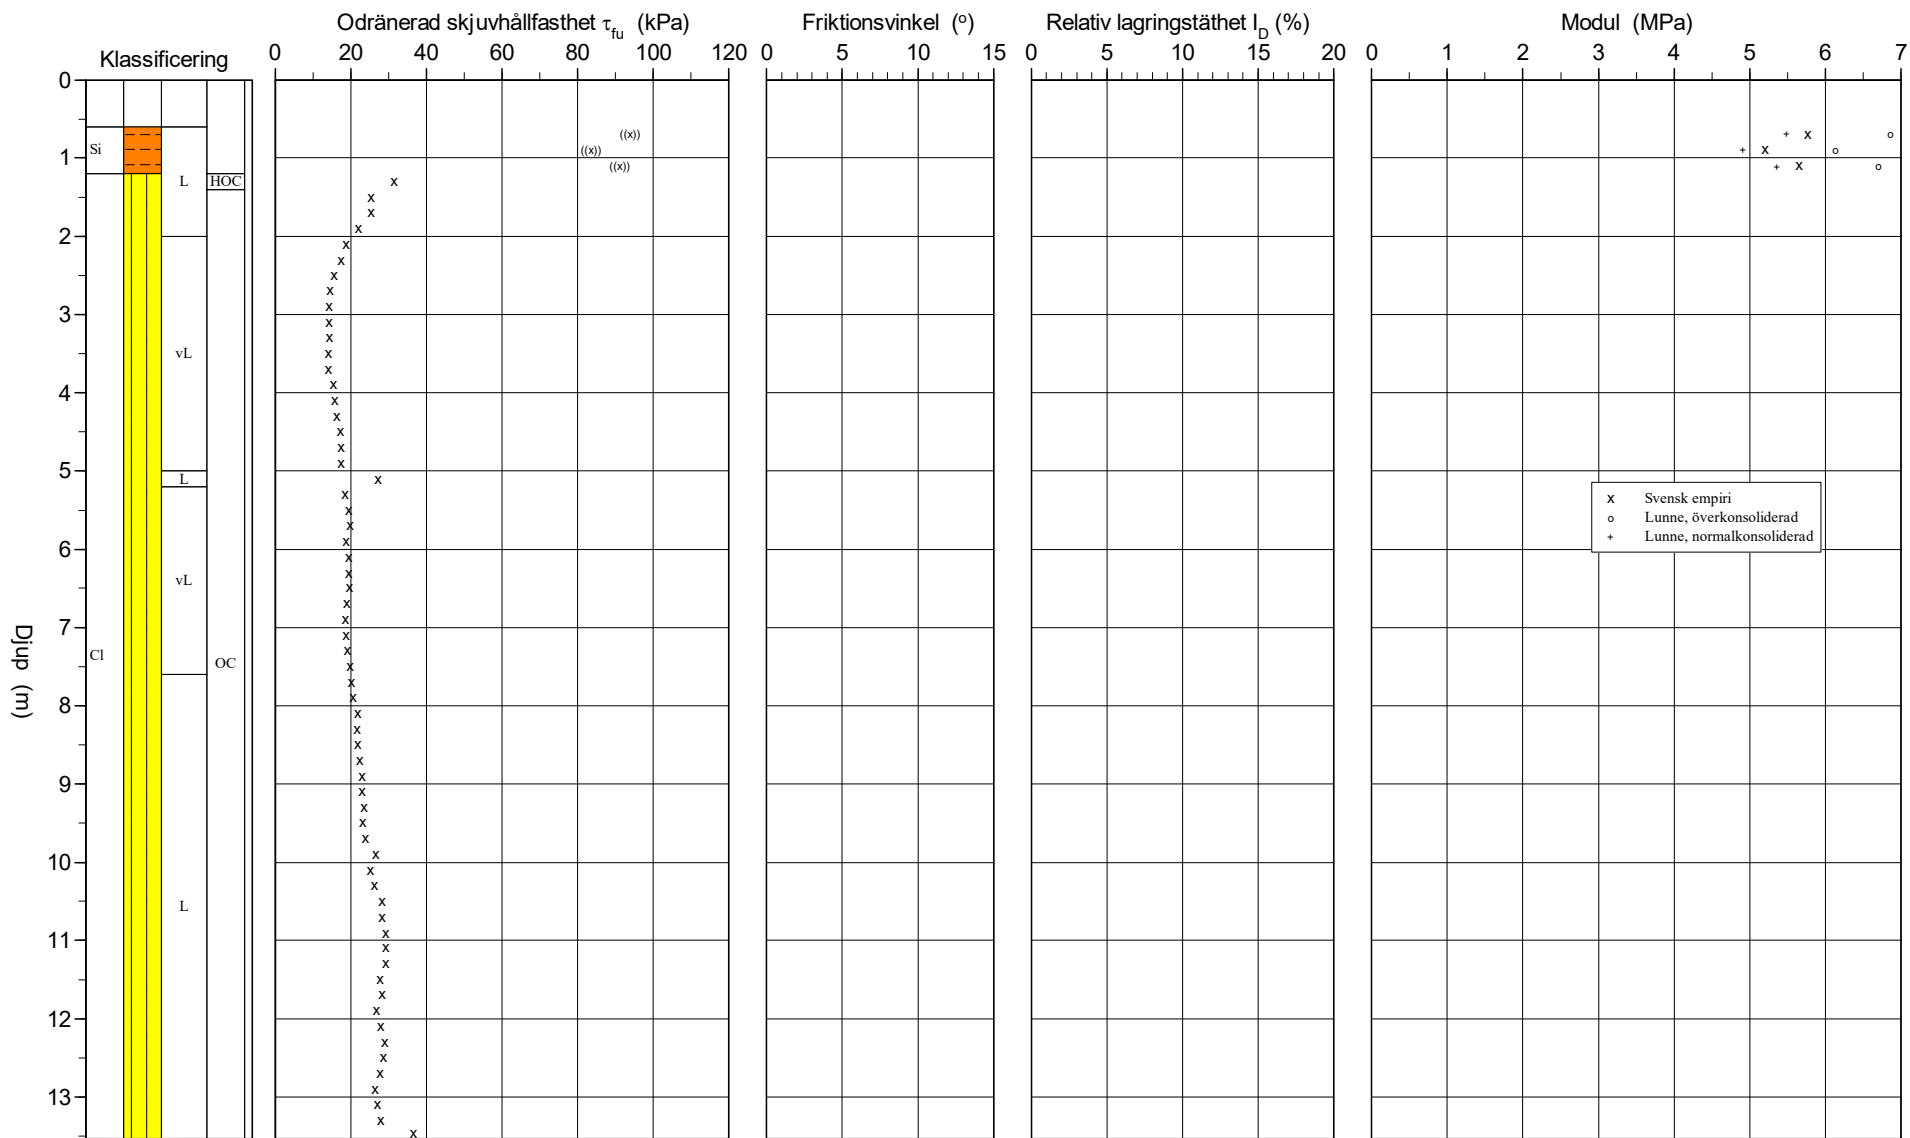 Odränerad skjuvhållfasthet τfu (kPa)
Friktionsvinkel (o)
Relativ lagringstäthet ID (%)
Modul (MPa)
Klassificering
0 20 40 60 80 100 120
0 5 10 15
0 5 10 15 20
0 1 2 3 4 5 6 7
Djup (m)
0
1
2
3
4
5
6
7
8
9
10
11
12
13
Si
L
HOC
vL
L
vL
Cl
OC
L
((x))
((x))
((x))
x Svensk empiri
o Lunne, överkonsoliderad
+ Lunne, normalkonsoliderad